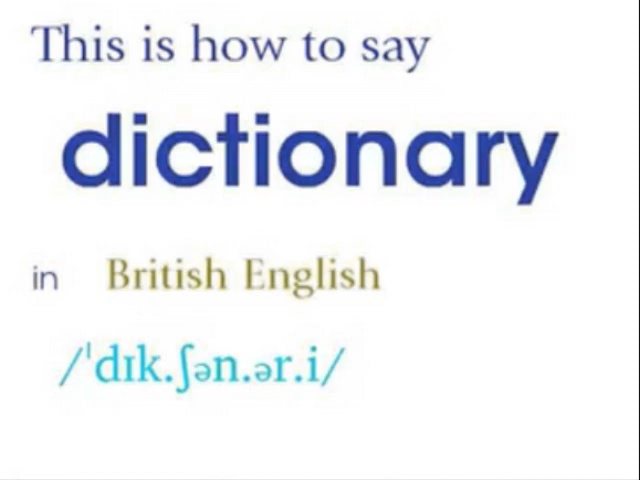 This is how to say
dictionary
in British English
/ˈdɪk.ʃən.ər.i/